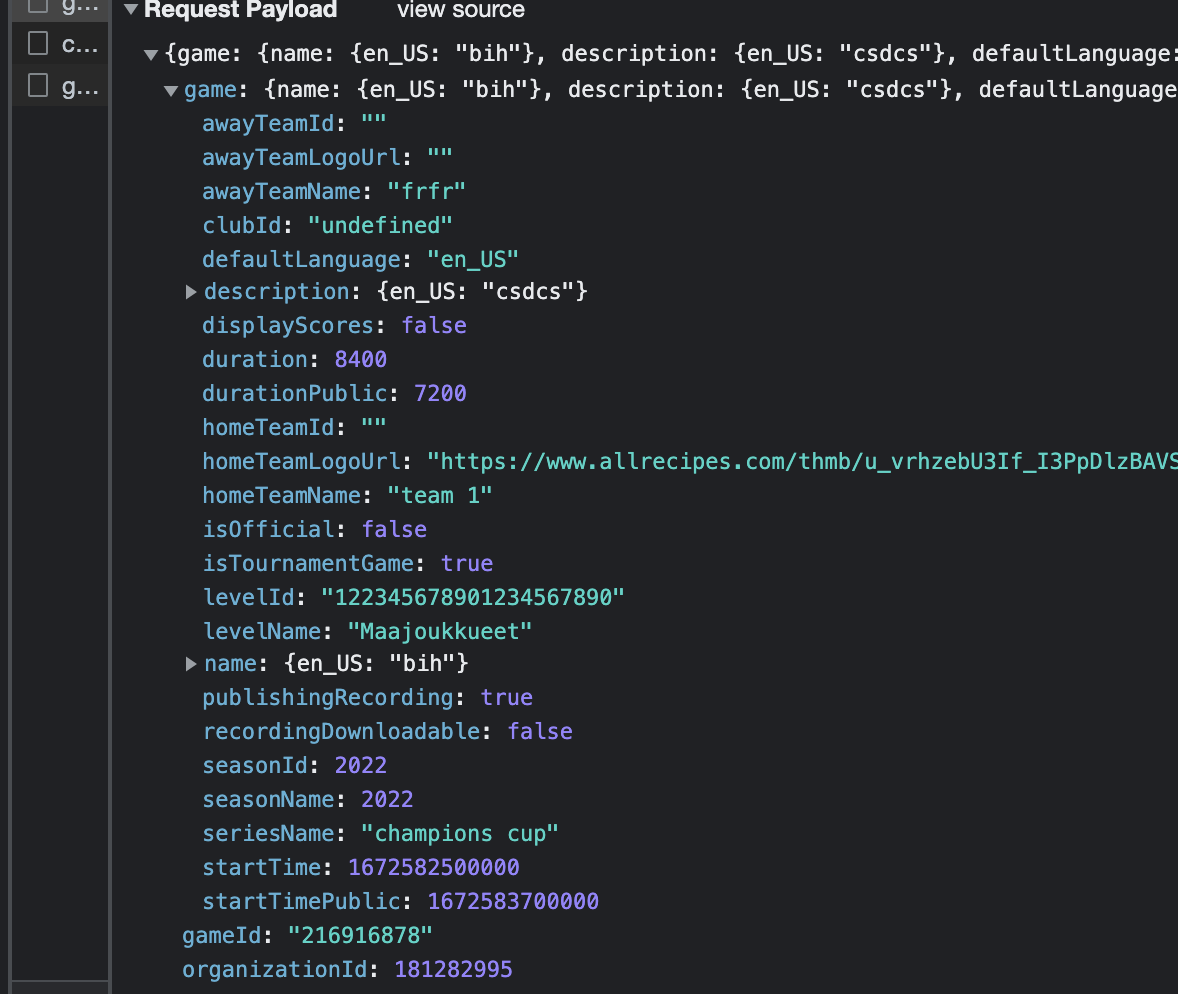 g...
c...
g...
Request Payload view source
{game: {name: {en_US: "bih"}, description: {en_US: "csdcs"}, defaultLanguage:
game: {name: {en_US: "bih"}, description: {en_US: "csdcs"}, defaultLanguage
awayTeamId: ""
awayTeamLogoUrl: ""
awayTeamName: "frfr"
clubId: "undefined"
defaultLanguage: "en_US"
description: {en_US: "csdcs"}
displayScores: false
duration: 8400
durationPublic: 7200
homeTeamId: ""
homeTeamLogoUrl: "https://www.allrecipes.com/thmb/u_vrhzebU3If_I3PpDlzBAVS
homeTeamName: "team 1"
isOfficial: false
isTournamentGame: true
levelId: "122345678901234567890"
levelName: "Maajoukkueet"
name: {en_US: "bih"}
publishingRecording: true
recordingDownloadable: false
seasonId: 2022
seasonName: 2022
seriesName: "champions cup"
startTime: 1672582500000
startTimePublic: 1672583700000
gameId: "216916878"
organizationId: 181282995